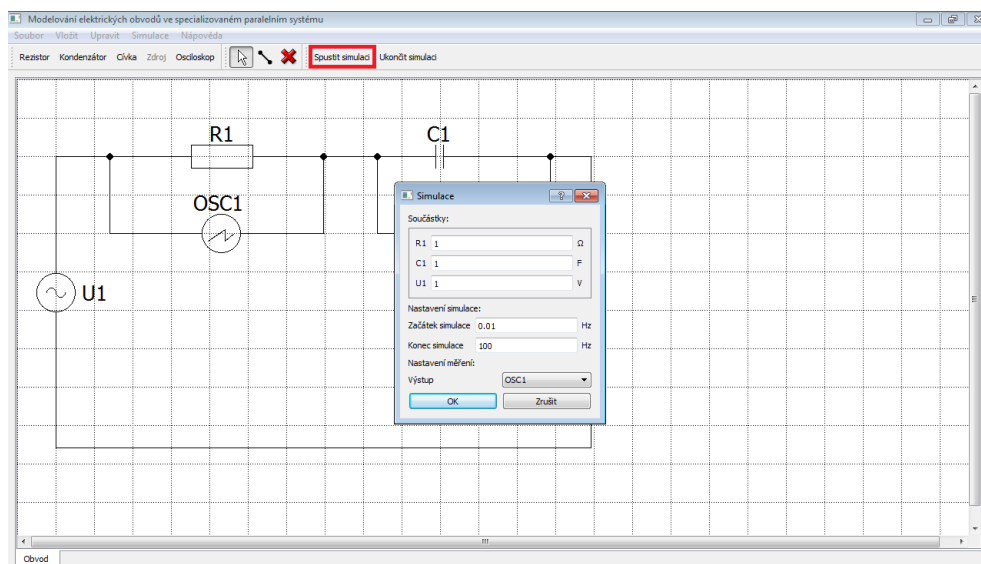 Modelování elektrických obvodů ve specializovaném paralelním systému
Soubor Vložit Upravit Simulace Nápověda
Rezistor Kondenzátor Cívka Zdroj Osciloskop Spustit simulaci Ukončit simulaci
R1
C1
OSC1
U1
Simulace
Součástky:
R1 1 Ω
C1 1 F
U1 1 V
Nastavení simulace:
Začátek simulace 0.01 Hz
Konec simulace 100 Hz
Nastavení měření:
Výstup OSC1
OK Zrušit
Obvod